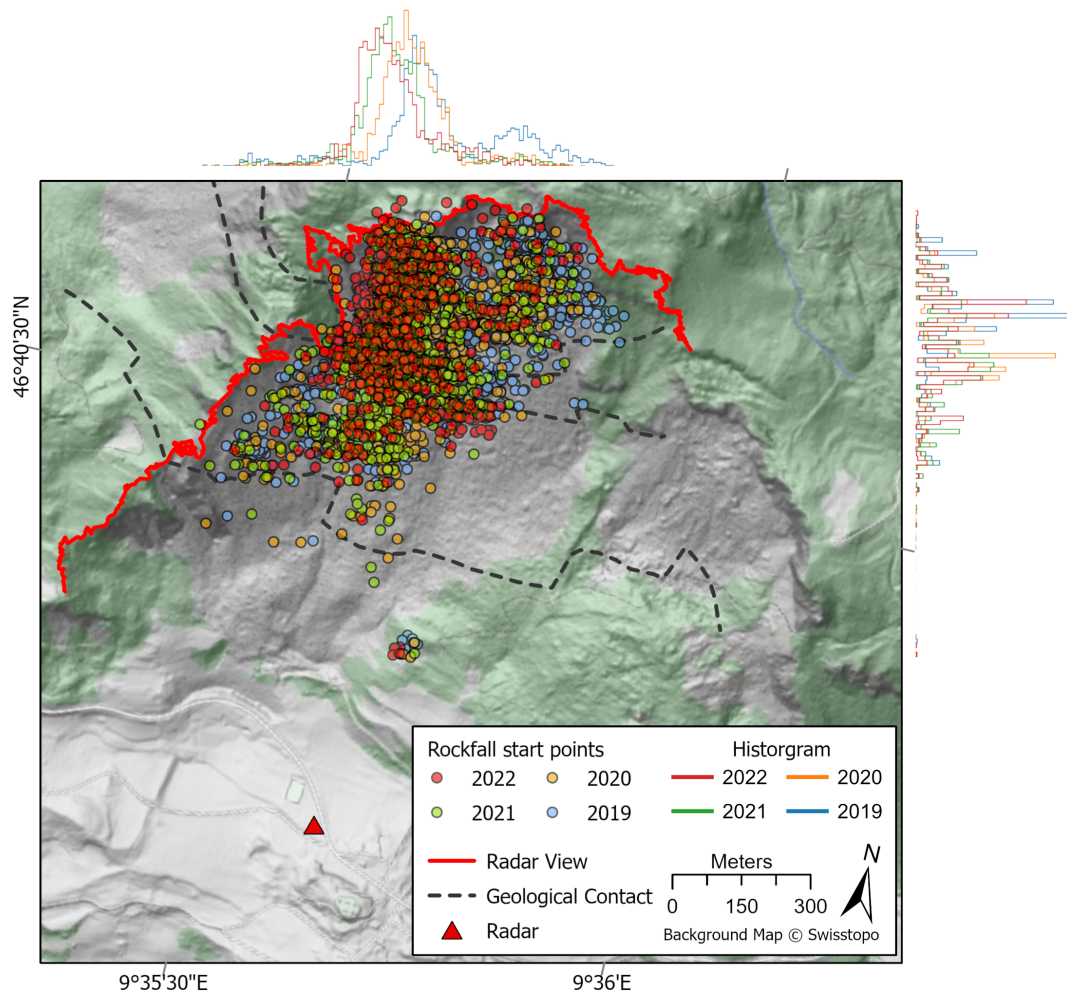 46°40'30"N
Rockfall start points
2022
2020
2021
2019
Historgram
2022
2020
2021
2019
Radar View
Geological Contact
Radar
N
Meters
0 150 300
Background Map © Swisstopo
9°35'30"E
9°36'E